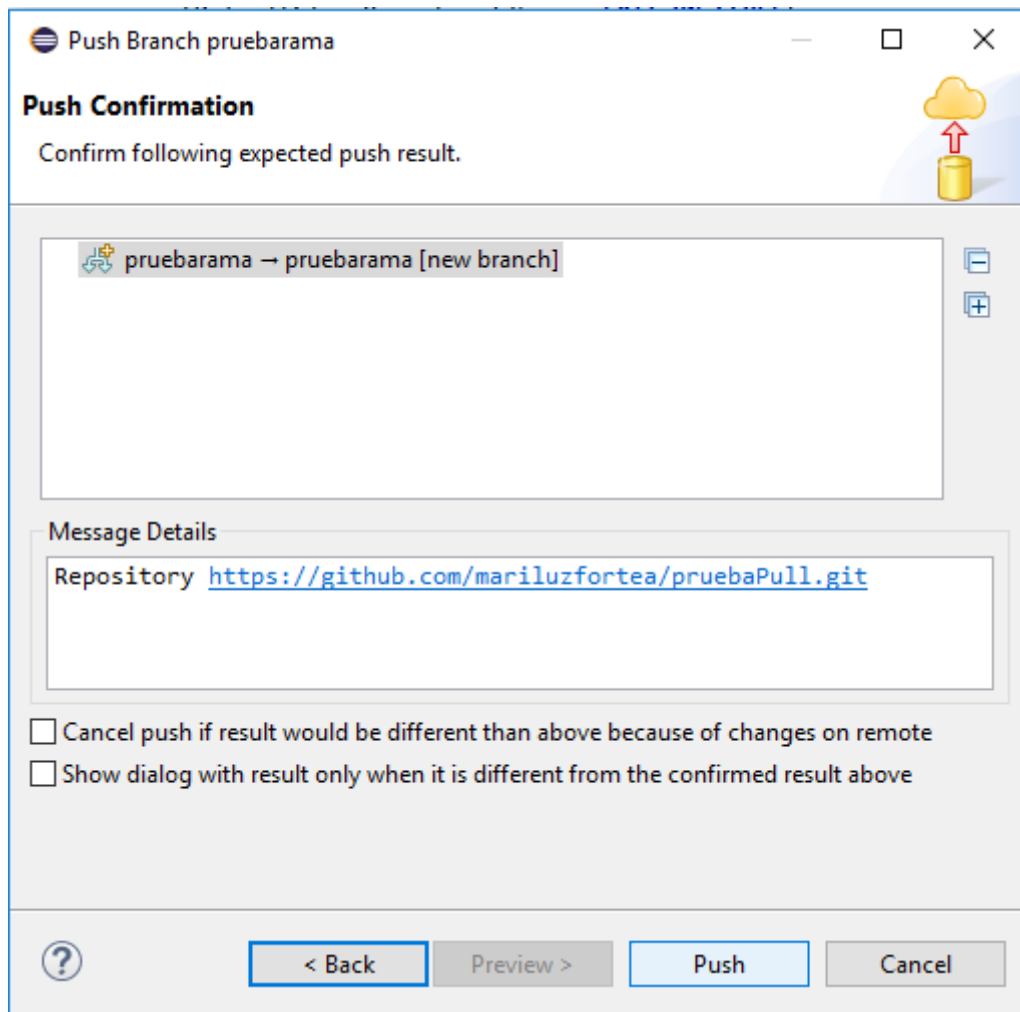 Push Branch pruebarama
Push Confirmation
Confirm following expected push result.
pruebarama → pruebarama [new branch]
Message Details
Repository https://github.com/mariluzfortea/pruebaPull.git
Cancel push if result would be different than above because of changes on remote
Show dialog with result only when it is different from the confirmed result above
< Back Preview > Push Cancel